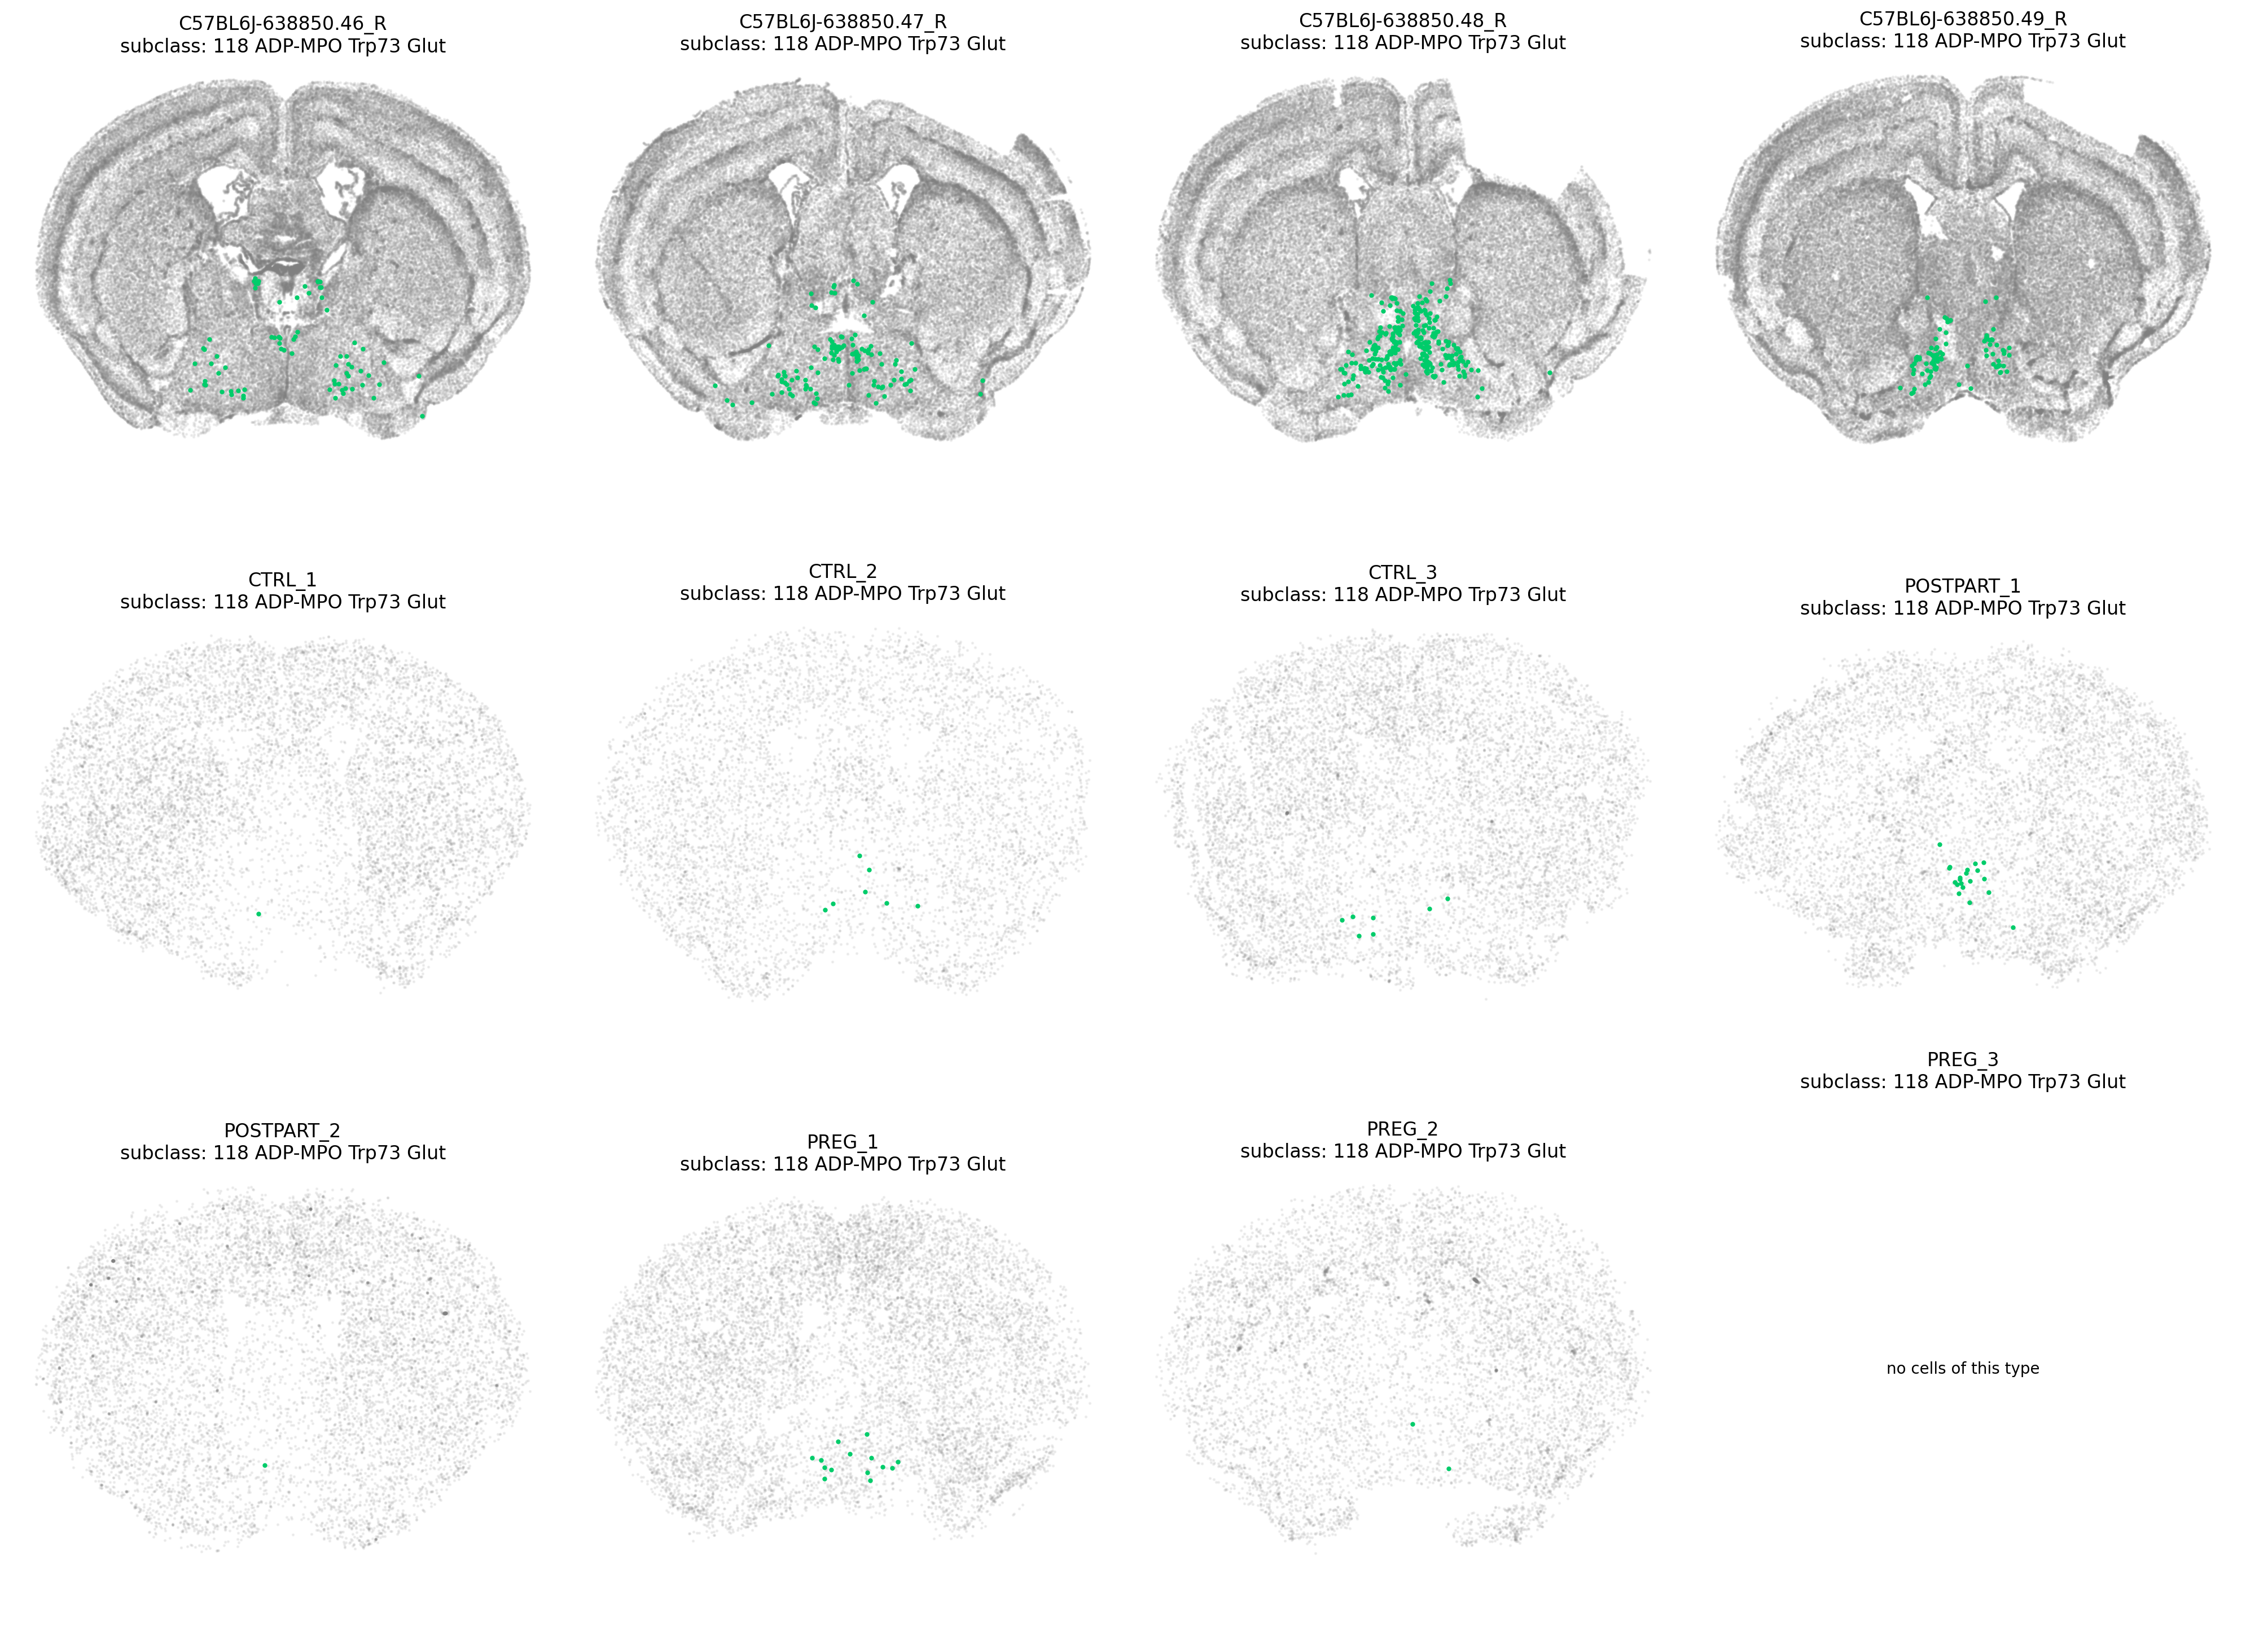 C57BL6J-638850.46_R
subclass: 118 ADP-MPO Trp73 Glut
C57BL6J-638850.47_R
subclass: 118 ADP-MPO Trp73 Glut
C57BL6J-638850.48_R
subclass: 118 ADP-MPO Trp73 Glut
C57BL6J-638850.49_R
subclass: 118 ADP-MPO Trp73 Glut
CTRL_1
subclass: 118 ADP-MPO Trp73 Glut
CTRL_2
subclass: 118 ADP-MPO Trp73 Glut
CTRL_3
subclass: 118 ADP-MPO Trp73 Glut
POSTPART_1
subclass: 118 ADP-MPO Trp73 Glut
POSTPART_2
subclass: 118 ADP-MPO Trp73 Glut
PREG_1
subclass: 118 ADP-MPO Trp73 Glut
PREG_2
subclass: 118 ADP-MPO Trp73 Glut
PREG_3
subclass: 118 ADP-MPO Trp73 Glut
no cells of this type